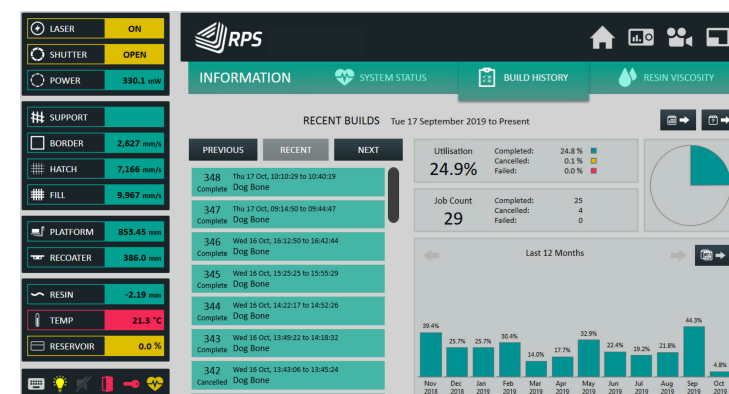 LASER ON
SHUTTER OPEN
POWER 330.1 mW
SUPPORT
BORDER 2,627 mm/s
HATCH 7,166 mm/s
FILL 9,967 mm/s
PLATFORM 853.45 mm
RECOATER 386.0 mm
RESIN -2.19 mm
TEMP 21.3 °C
RESERVOIR 0.0 %
RPS
INFORMATION SYSTEM STATUS BUILD HISTORY RESIN VISCOSITY
RECENT BUILDS Tue 17 September 2019 to Present
PREVIOUS RECENT NEXT
348 Thu 17 Oct, 10:10:29 to 10:40:19
Complete Dog Bone
347 Thu 17 Oct, 09:14:50 to 09:44:47
Complete Dog Bone
346 Wed 16 Oct, 16:12:50 to 16:42:44
Complete Dog Bone
345 Wed 16 Oct, 15:25:25 to 15:55:29
Complete Dog Bone
344 Wed 16 Oct, 14:22:17 to 14:52:26
Complete Dog Bone
343 Wed 16 Oct, 13:49:22 to 14:18:32
Complete Dog Bone
342 Wed 16 Oct, 13:43:06 to 13:45:24
Cancelled Dog Bone
Utilisation
24.9%
Completed: 24.8 %
Cancelled: 0.1 %
Failed: 0.0 %
Job Count
29
Completed: 25
Cancelled: 4
Failed: 0
Last 12 Months
39.4% 25.7% 25.7% 30.4% 14.0% 17.7% 32.9% 22.4% 19.2% 21.8% 44.3% 4.8%
Nov Dec Jan Feb Mar Apr May Jun Jul Aug Sep Oct
2018 2018 2019 2019 2019 2019 2019 2019 2019 2019 2019 2019